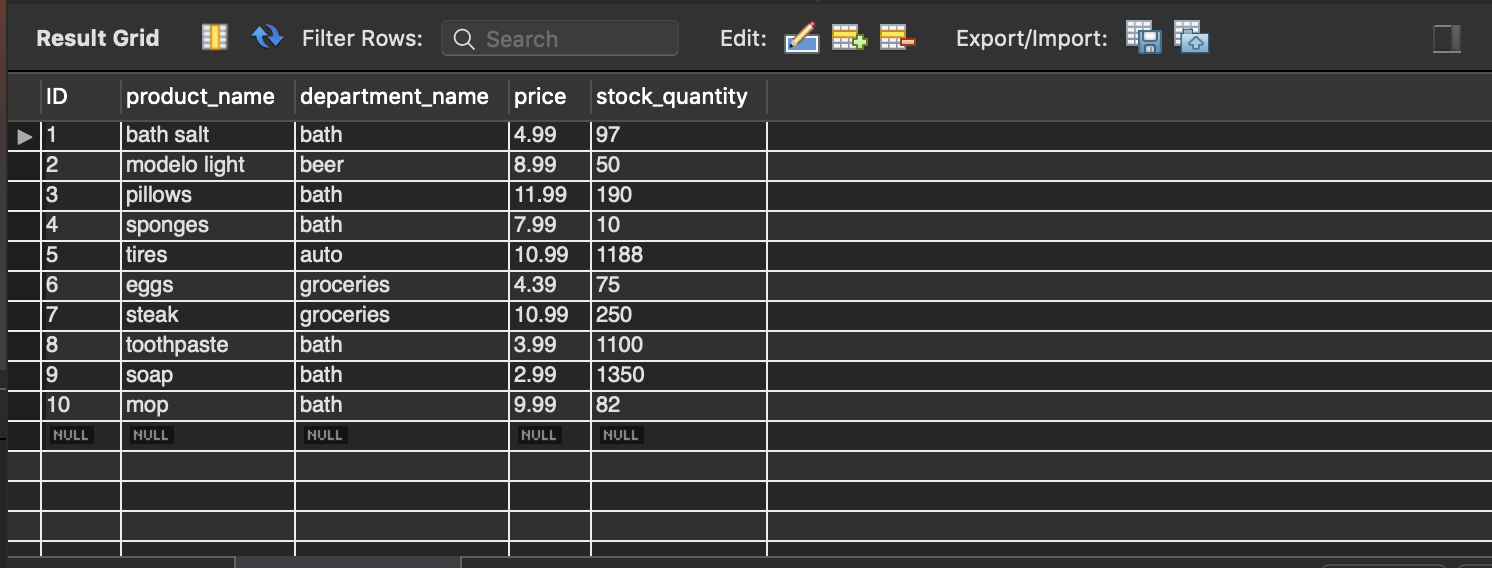 Result Grid Filter Rows: Search Edit: Export/Import:
ID product_name department_name price stock_quantity
1 bath salt bath 4.99 97
2 modelo light beer 8.99 50
3 pillows bath 11.99 190
4 sponges bath 7.99 10
5 tires auto 10.99 1188
6 eggs groceries 4.39 75
7 steak groceries 10.99 250
8 toothpaste bath 3.99 1100
9 soap bath 2.99 1350
10 mop bath 9.99 82
NULL NULL NULL NULL NULL